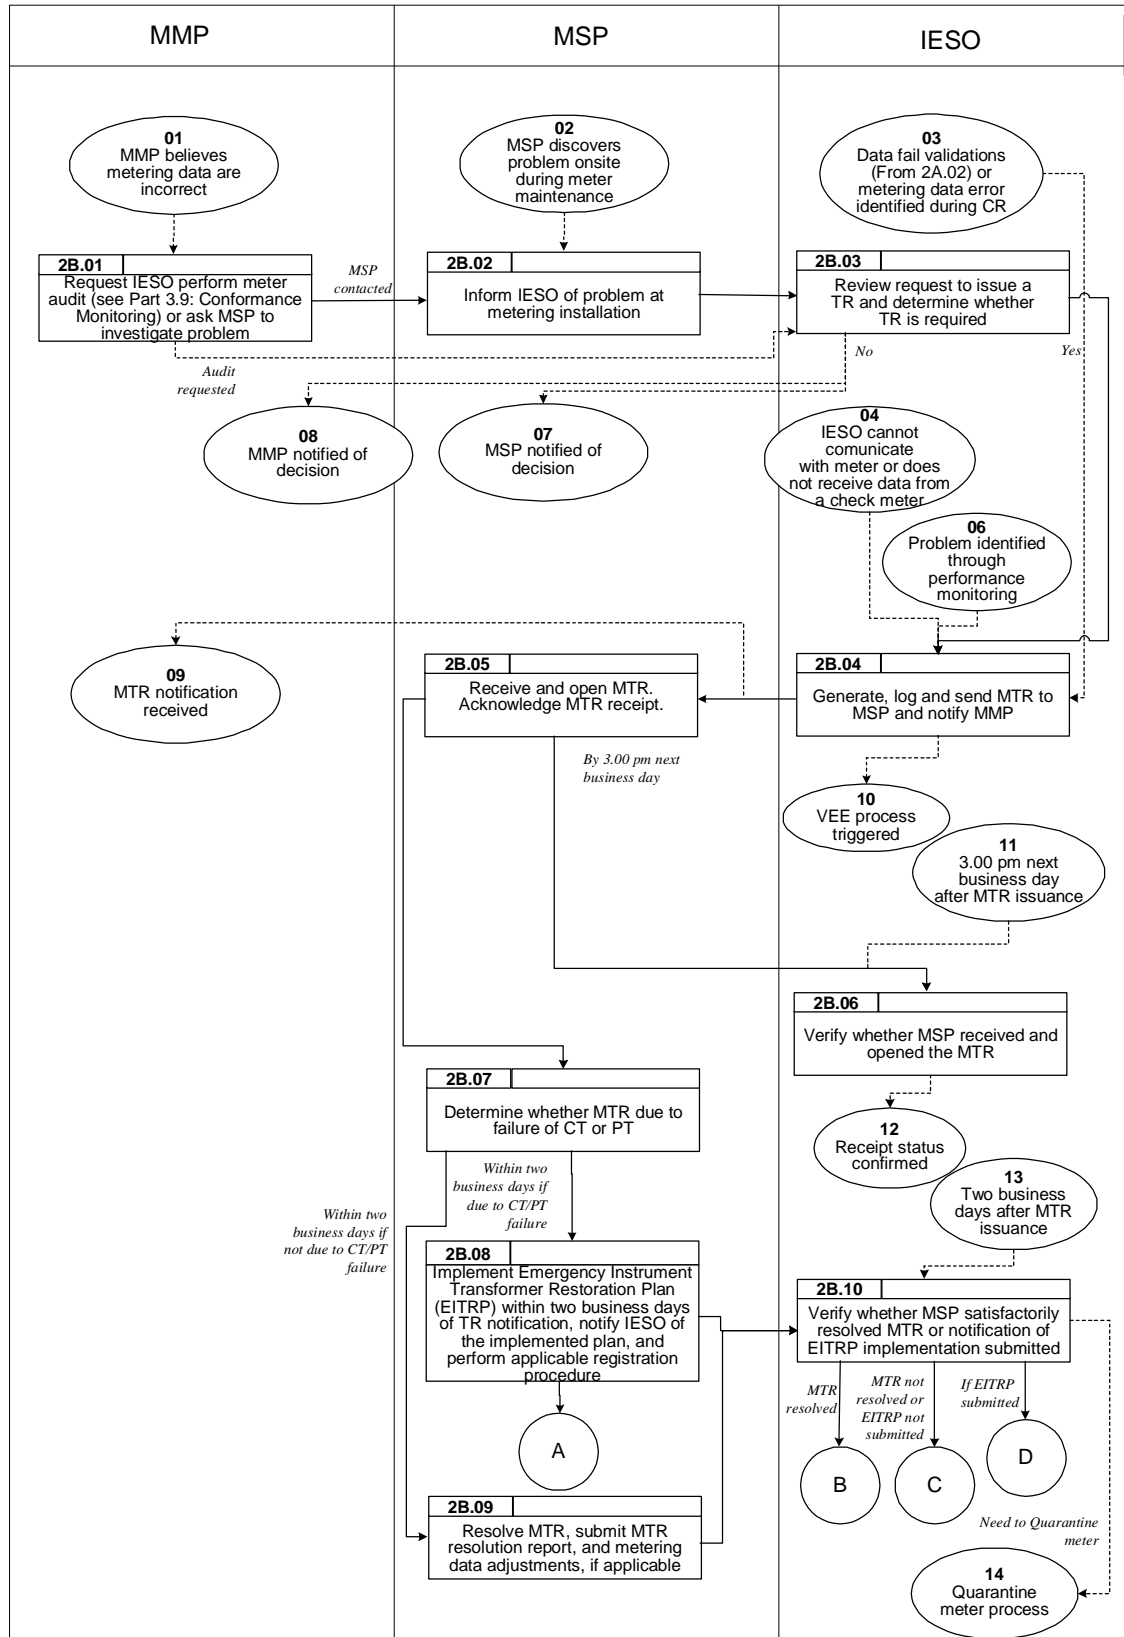 MMP
MSP
IESO
01
MMP believes
metering data are
incorrect
02
MSP discovers
problem onsite
during meter
maintenance
03
Data fail validations
(From 2A.02) or
metering data error
identified during CR
2B.01
Request IESO perform meter
audit (see Part 3.9: Conformance
Monitoring) or ask MSP to
investigate problem
MSP
contacted
2B.02
Inform IESO of problem at
metering installation
2B.03
Review request to issue a
TR and determine whether
TR is required
Audit
requested
No
Yes
08
MMP notified of
decision
07
MSP notified of
decision
04
IESO cannot
comunicate
with meter or does
not receive data from
a check meter
06
Problem identified
through
performance
monitoring
09
MTR notification
received
2B.05
Receive and open MTR.
Acknowledge MTR receipt.
2B.04
Generate, log and send MTR to
MSP and notify MMP
By 3.00 pm next
business day
10
VEE process
triggered
11
3.00 pm next
business day
after MTR issuance
2B.06
Verify whether MSP received and
opened the MTR
2B.07
Determine whether MTR due to
failure of CT or PT
12
Receipt status
confirmed
13
Two business
days after MTR
issuance
Within two
business days if
not due to CT/PT
failure
Within two
business days if
due to CT/PT
failure
2B.08
Implement Emergency Instrument
Transformer Restoration Plan
(EITRP) within two business days
of TR notification, notify IESO of
the implemented plan, and
perform applicable registration
procedure
2B.10
Verify whether MSP satisfactorily
resolved MTR or notification of
EITRP implementation submitted
MTR
resolved
MTR not
resolved or
EITRP not
submitted
If EITRP
submitted
A
B
C
D
2B.09
Resolve MTR, submit MTR
resolution report, and metering
data adjustments, if applicable
Need to Quarantine
meter
14
Quarantine
meter process